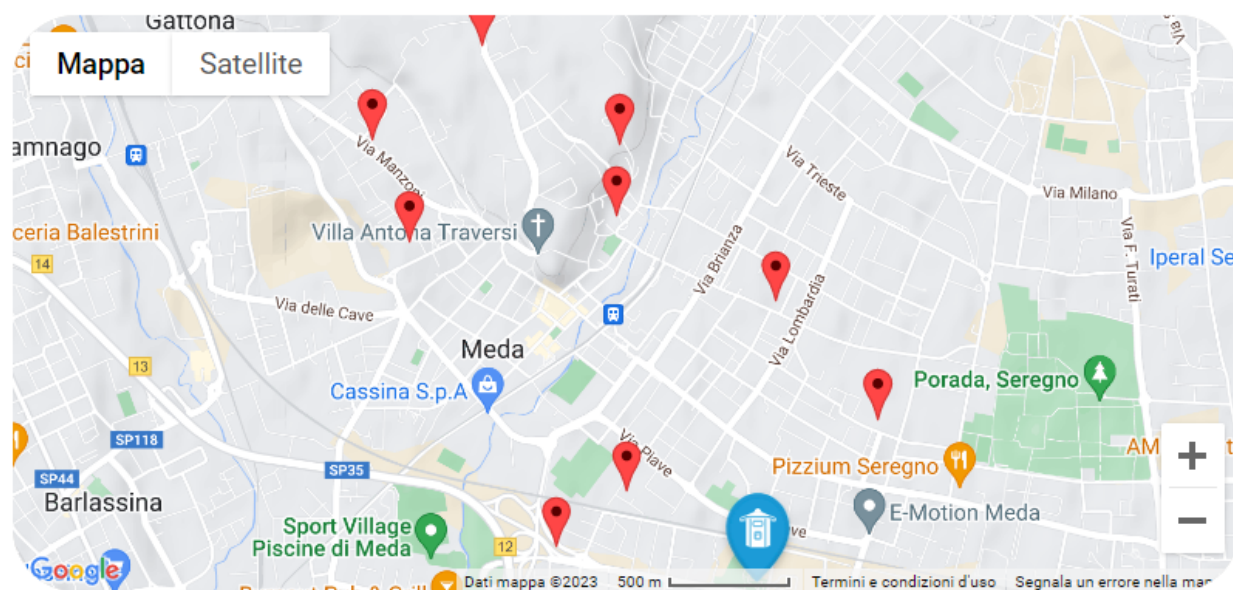 Gattona
Mappa
Satellite
amnago
Via Manzoni
Via Trieste
Via Milano
ceria Balestrini
Villa Antona Traversi
Via F. Turati
Via Brianza
Iperal Se
14
Via delle Cave
Via Lombardia
Meda
13
Cassina S.p.A
Porada, Seregno
SP118
Via Piave
AM
SP35
Pizzium Seregno
SP44
Barlassina
E-Motion Meda
Sport Village
Piscine di Meda
12
Google
Dati mappa ©2023
500 m
Termini e condizioni d'uso
Segnala un errore nella map